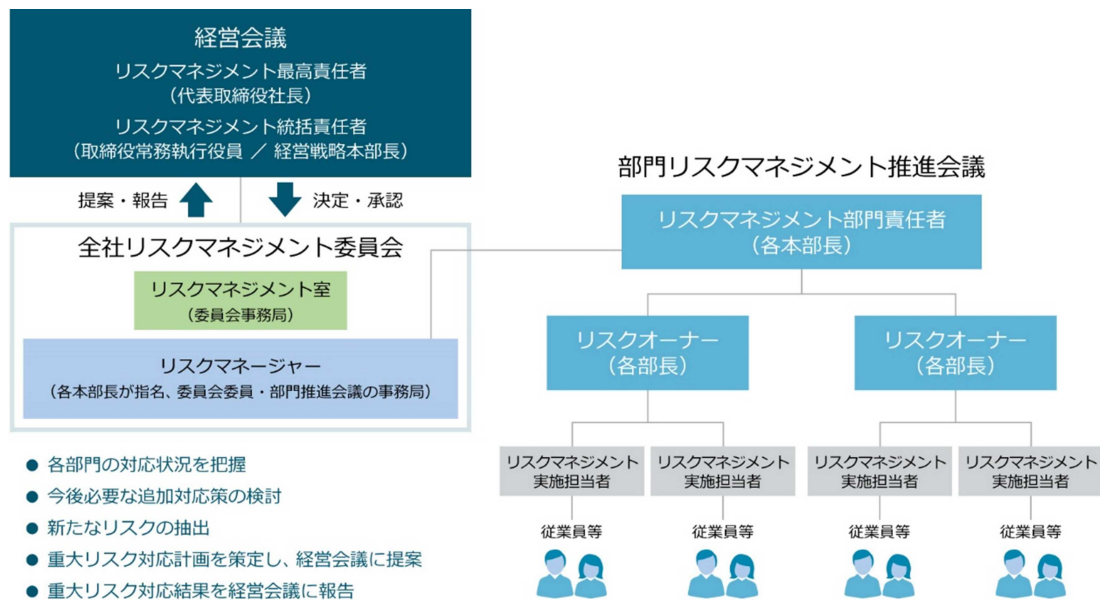 経営会議
リスクマネジメント最高責任者
（代表取締役社長）
リスクマネジメント統括責任者
（取締役常務執行役員 ／ 経営戦略本部長）
提案・報告
決定・承認
全社リスクマネジメント委員会
リスクマネジメント室
（委員会事務局）
リスクマネージャー
（各本部長が指名、委員会委員・部門推進会議の事務局）
● 各部門の対応状況を把握
● 今後必要な追加対応策の検討
● 新たなリスクの抽出
● 重大リスク対応計画を策定し、経営会議に提案
● 重大リスク対応結果を経営会議に報告
部門リスクマネジメント推進会議
リスクマネジメント部門責任者
（各本部長）
リスクオーナー
（各部長）
リスクオーナー
（各部長）
リスクマネジメント
実施担当者
リスクマネジメント
実施担当者
リスクマネジメント
実施担当者
リスクマネジメント
実施担当者
従業員等
従業員等
従業員等
従業員等